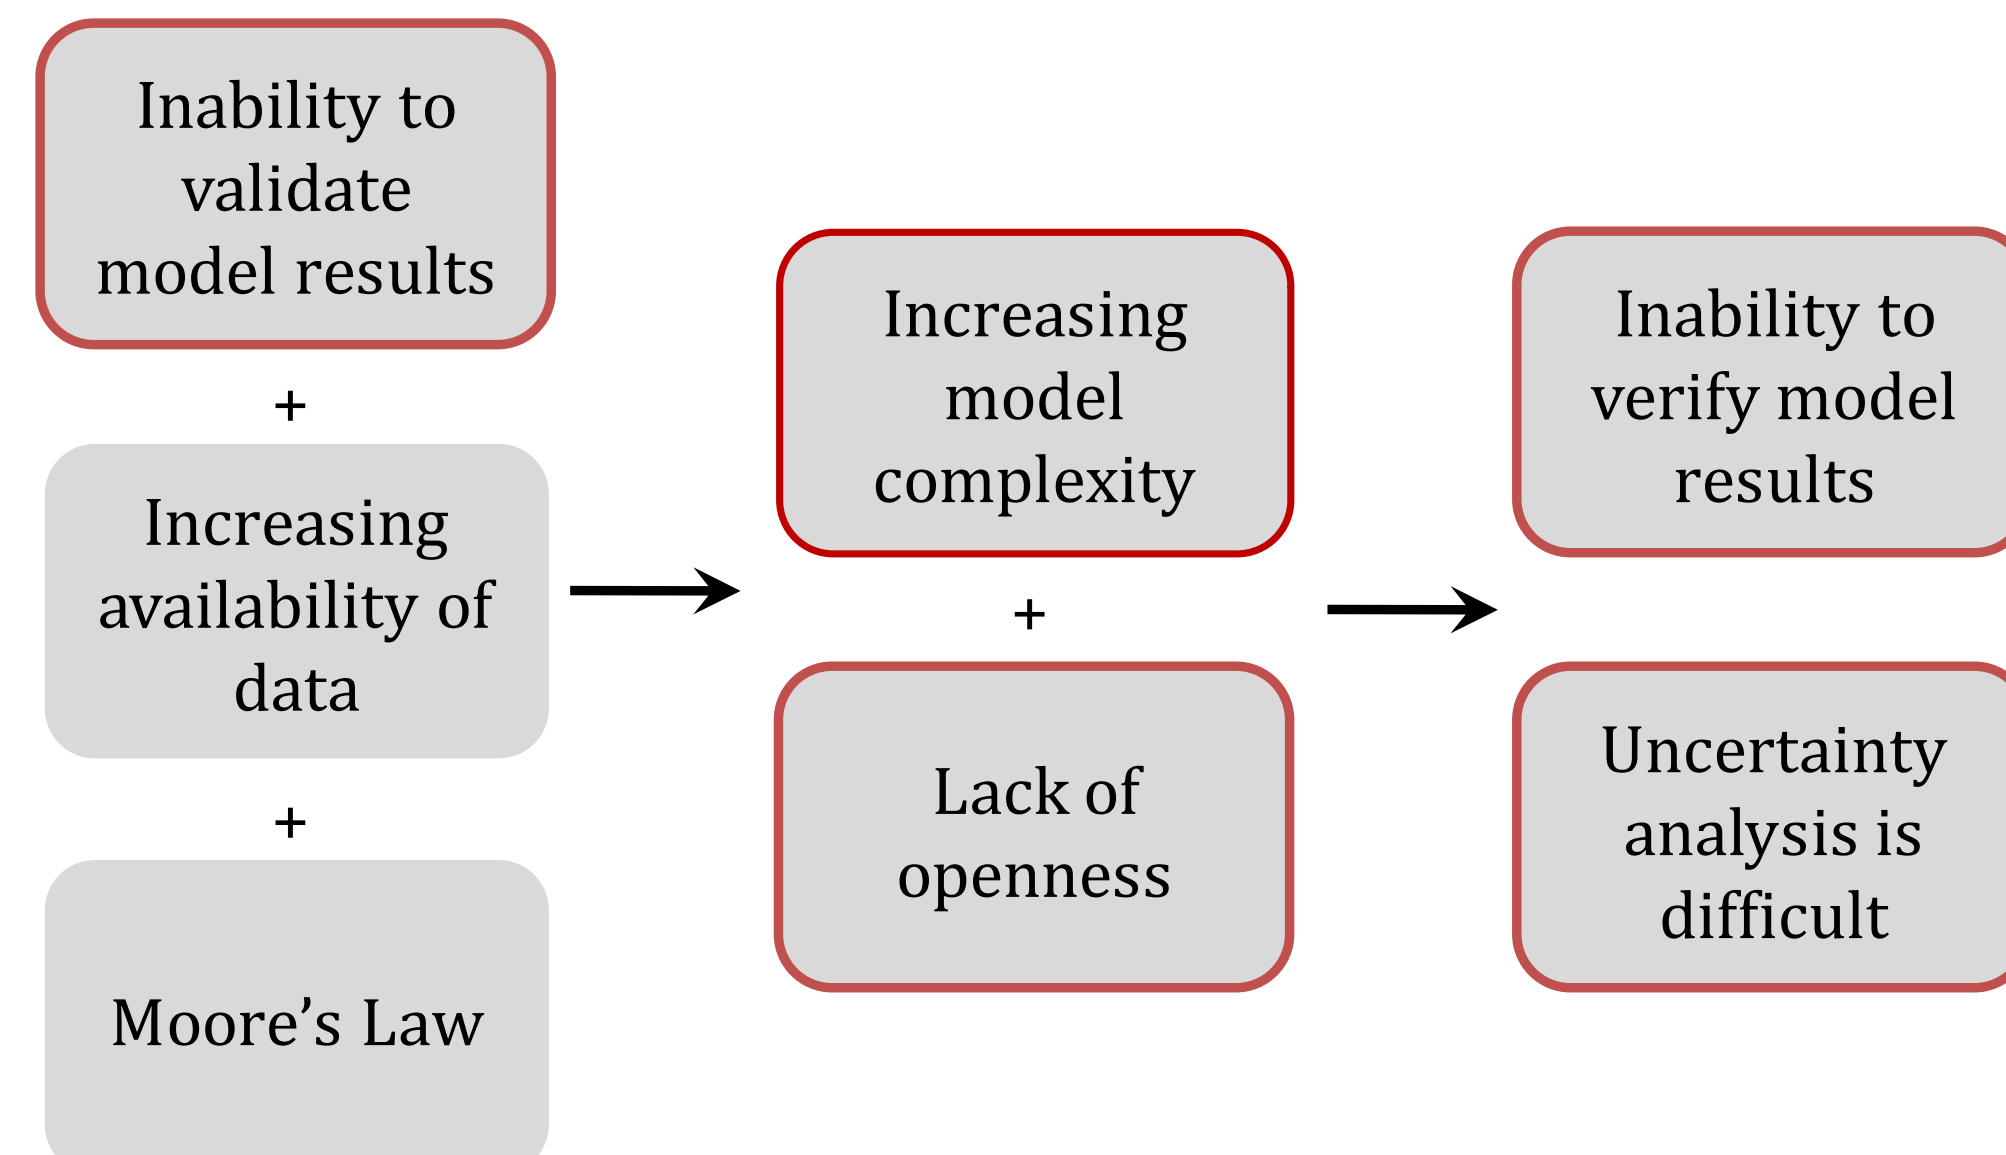 Inability to
validate
model results
+
Increasing
availability of
data
+
Moore’s Law
Increasing
model
complexity
+
Lack of
openness
Inability to
verify model
results
Uncertainty
analysis is
difficult